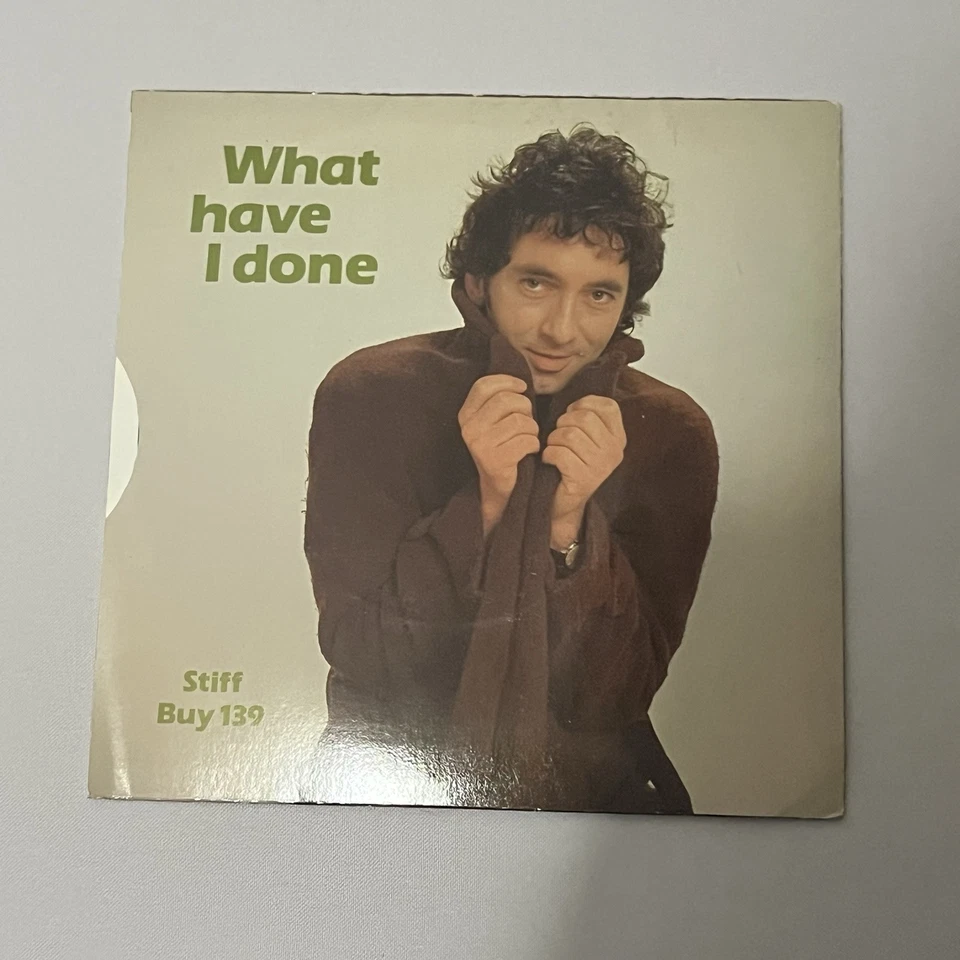 What
have
I done
Stiff
Buy 139